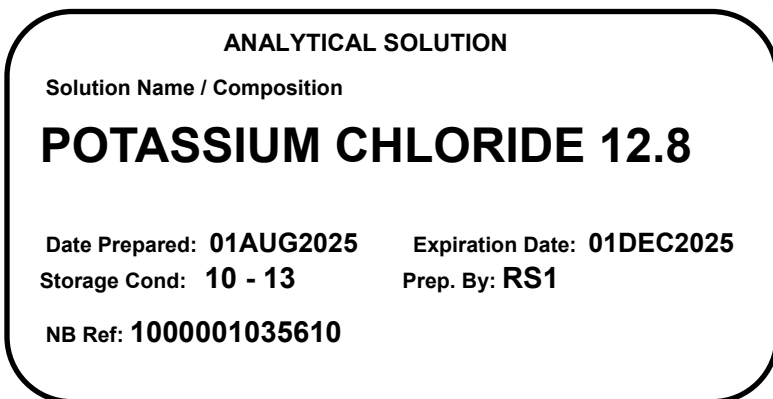 ANALYTICAL SOLUTION
Solution Name / Composition
POTASSIUM CHLORIDE 12.8
Date Prepared: 01AUG2025 Expiration Date: 01DEC2025
Storage Cond: 10 - 13 Prep. By: RS1
NB Ref: 1000001035610